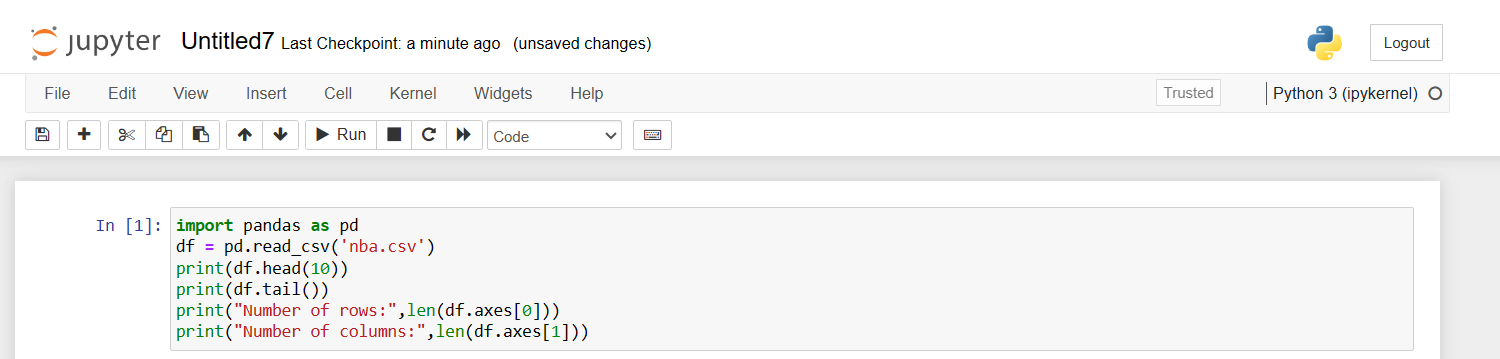 jupyter Untitled7 Last Checkpoint: a minute ago (unsaved changes) Logout
File Edit View Insert Cell Kernel Widgets Help Trusted Python 3 (ipykernel)
Run Code
In [1]: import pandas as pd
df = pd.read_csv('nba.csv')
print(df.head(10))
print(df.tail())
print("Number of rows:",len(df.axes[0]))
print("Number of columns:",len(df.axes[1]))